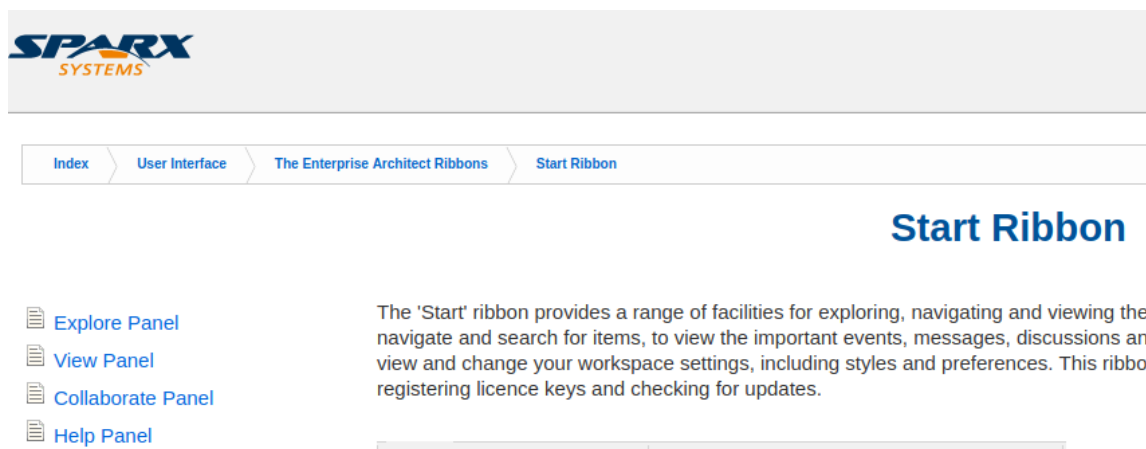 SPARX
SYSTEMS
Index User Interface The Enterprise Architect Ribbons Start Ribbon
Start Ribbon
Explore Panel
View Panel
Collaborate Panel
Help Panel
The 'Start' ribbon provides a range of facilities for exploring, navigating and viewing the
navigate and search for items, to view the important events, messages, discussions an
view and change your workspace settings, including styles and preferences. This ribbo
registering licence keys and checking for updates.